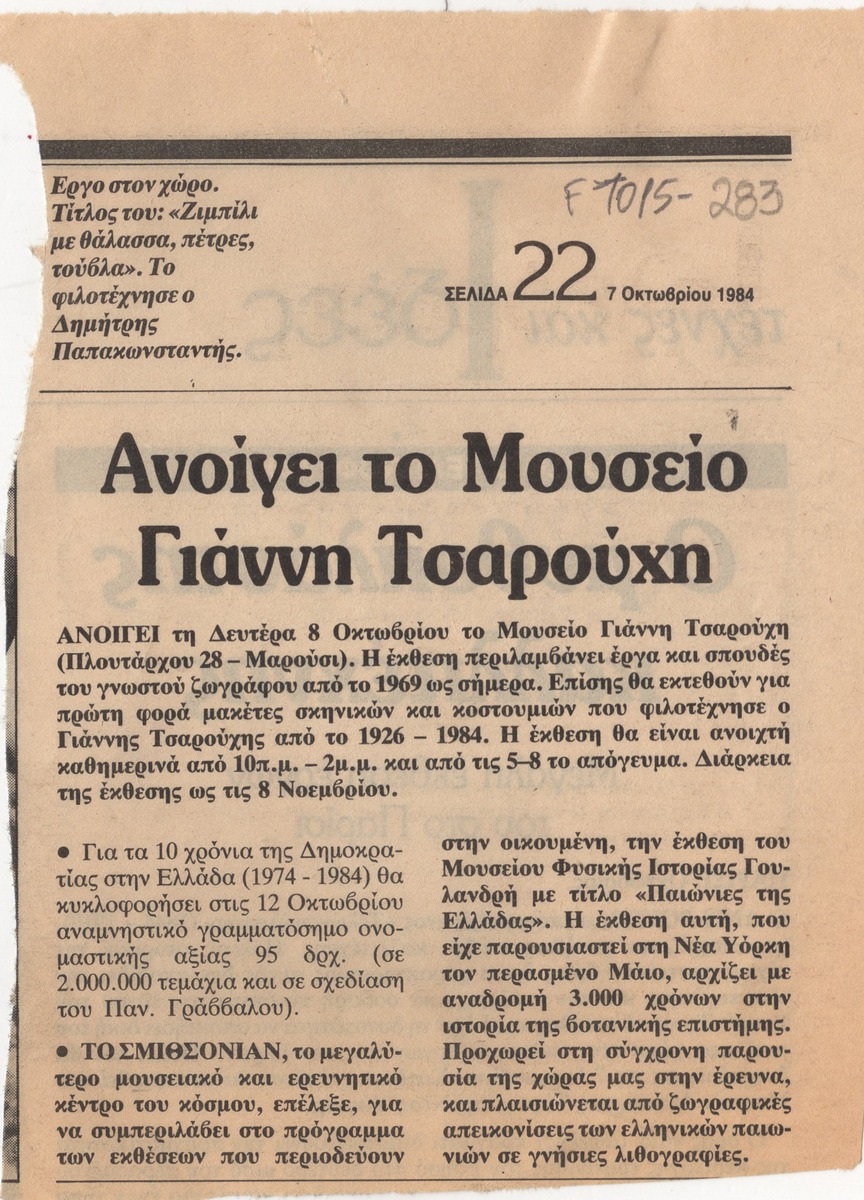 Εργο στον χώρο.
Τίτλος του: «Ζιμπίλι
με θάλασσα, πέτρες,
τούβλα». Το
φιλοτέχνησε ο
Δημήτρης
Παπακωνσταντής.
F 1015- 283
ΣΕΛΙΔΑ 22 7 Οκτωβρίου 1984
Ανοίγει το Μουσείο
Γιάννη Τσαρούχη
ΑΝΟΙΓΕΙ τη Δευτέρα 8 Οκτωβρίου το Μουσείο Γιάννη Τσαρούχη
(Πλουτάρχου 28 – Μαρούσι). Η έκθεση περιλαμβάνει έργα και σπουδές
του γνωστού ζωγράφου από το 1969 ως σήμερα. Επίσης θα εκτεθούν για
πρώτη φορά μακέτες σκηνικών και κοστουμιών που φιλοτέχνησε ο
Γιάννης Τσαρούχης από το 1926 – 1984. Η έκθεση θα είναι ανοιχτή
καθημερινά από 10π.μ. – 2μ.μ. και από τις 5–8 το απόγευμα. Διάρκεια
της έκθεσης ως τις 8 Νοεμβρίου.
● Για τα 10 χρόνια της Δημοκρα-
τίας στην Ελλάδα (1974 - 1984) θα
κυκλοφορήσει στις 12 Οκτωβρίου
αναμνηστικό γραμματόσημο ονο-
μαστικής αξίας 95 δρχ. (σε
2.000.000 τεμάχια και σε σχεδίαση
του Παν. Γράββαλου).
● ΤΟ ΣΜΙΘΣΟΝΙΑΝ, το μεγαλύ-
τερο μουσειακό και ερευνητικό
κέντρο του κόσμου, επέλεξε, για
να συμπεριλάβει στο πρόγραμμα
των εκθέσεων που περιοδεύουν
στην οικουμένη, την έκθεση του
Μουσείου Φυσικής Ιστορίας Γου-
λανδρή με τίτλο «Παιώνιες της
Ελλάδας». Η έκθεση αυτή, που
είχε παρουσιαστεί στη Νέα Υόρκη
τον περασμένο Μάιο, αρχίζει με
αναδρομή 3.000 χρόνων στην
ιστορία της βοτανικής επιστήμης.
Προχωρεί στη σύγχρονη παρου-
σία της χώρας μας στην έρευνα,
και πλαισιώνεται από ζωγραφικές
απεικονίσεις των ελληνικών παιω-
νιών σε γνήσιες λιθογραφίες.